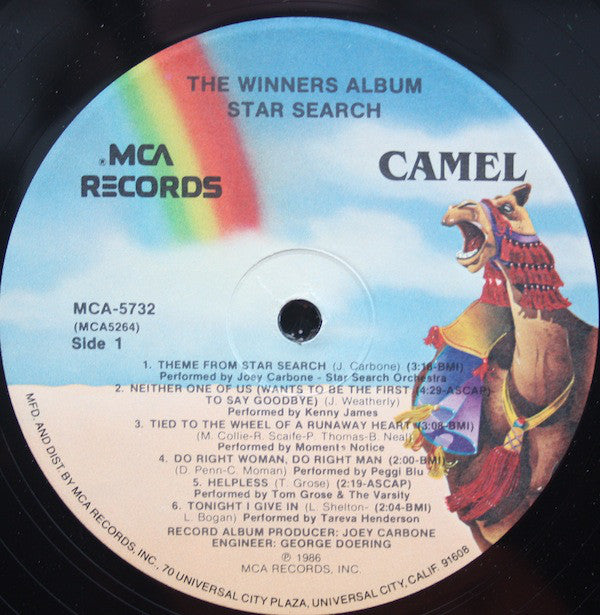 THE WINNERS ALBUM
STAR SEARCH
® MCA
RECORDS
CAMEL
MCA-5732
(MCA5264)
Side 1
1. THEME FROM STAR SEARCH (J. Carbone) (3:18-BMI)
Performed by Joey Carbone - Star Search Orchestra
2. NEITHER ONE OF US (WANTS TO BE THE FIRST (4:29-ASCAP)
TO SAY GOODBYE) (J. Weatherly)
Performed by Kenny James
3. TIED TO THE WHEEL OF A RUNAWAY HEART (3:08-BMI)
(M. Collie-R. Scaife-P. Thomas-B. Neal)
Performed by Moments Notice
4. DO RIGHT WOMAN, DO RIGHT MAN (2:00-BMI)
(D. Penn-C. Moman) Performed by Peggi Blu
5. HELPLESS (T. Grose) (2:19-ASCAP)
Performed by Tom Grose & The Varsity
6. TONIGHT I GIVE IN (L. Shelton- (2:04-BMI)
L. Bogan) Performed by Tareva Henderson
RECORD ALBUM PRODUCER: JOEY CARBONE
ENGINEER: GEORGE DOERING
℗ 1986
MCA RECORDS, INC.
MFD. AND DIST. BY MCA RECORDS, INC., 70 UNIVERSAL CITY PLAZA, UNIVERSAL CITY, CALIF. 91608